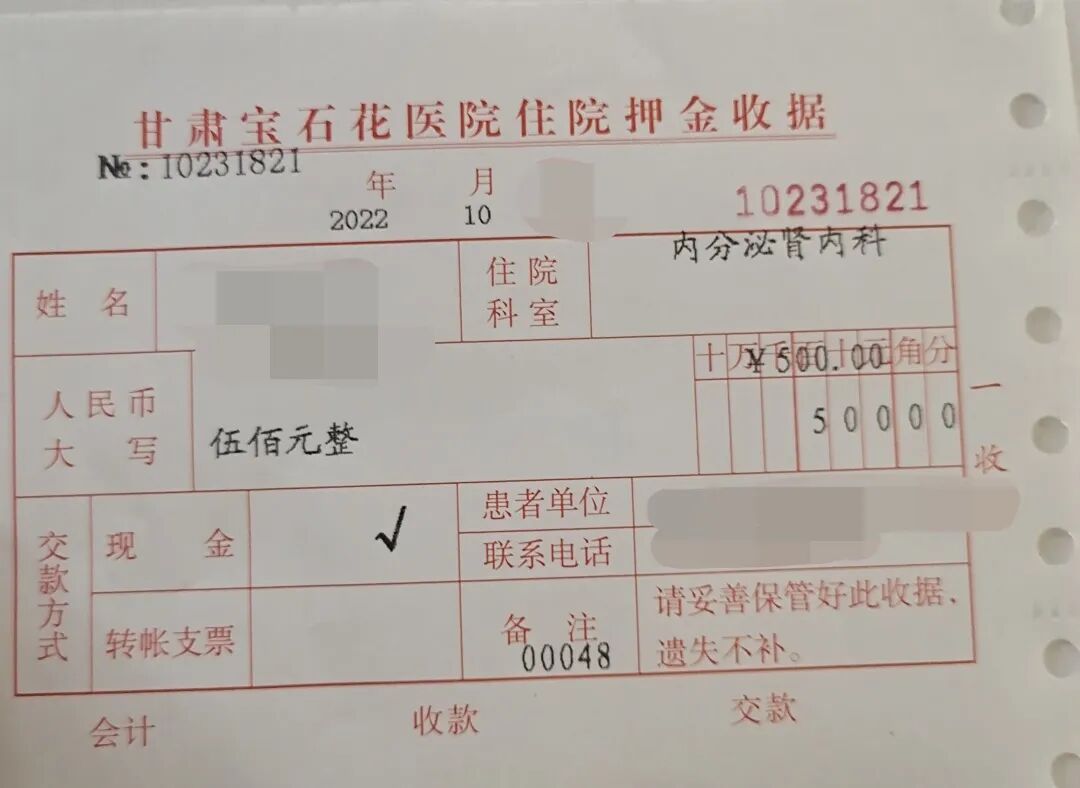 甘肃宝石花医院住院押金收据
№:10231821
年 月
2022 10
10231821
姓 名
住院
科室
内分泌肾内科
人民币
大 写
伍佰元整
十万千百十元角分
¥500.00
50000
一
收
交款方式
现 金
√
患者单位
联系电话
转帐支票
备 注
00048
请妥善保管好此收据,
遗失不补。
会计
收款
交款